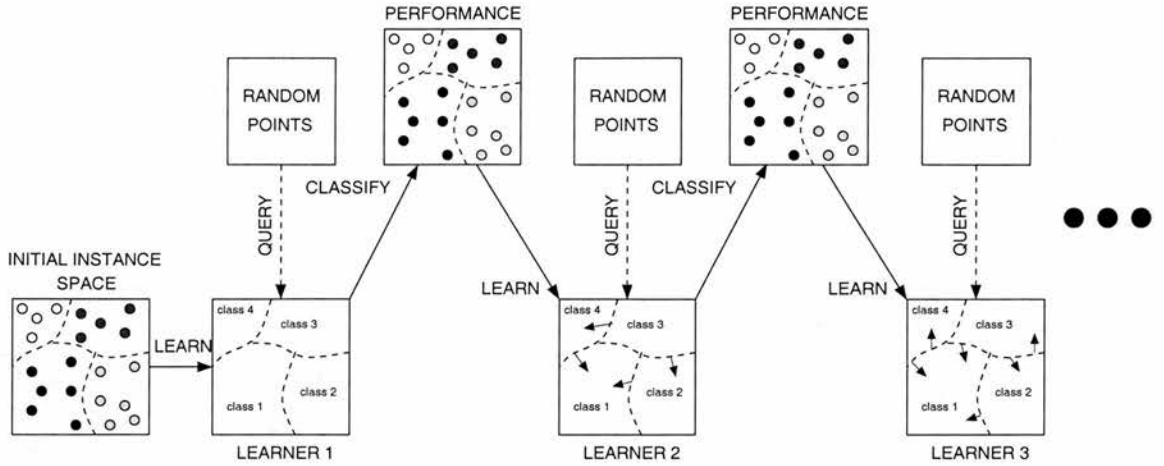 PERFORMANCE
PERFORMANCE
RANDOM
POINTS
RANDOM
POINTS
RANDOM
POINTS
QUERY
CLASSIFY
QUERY
CLASSIFY
QUERY
INITIAL INSTANCE
SPACE
LEARN
class 4
class 3
class 1
class 2
LEARNER 1
LEARN
class 4
class 3
class 1
class 2
LEARNER 2
LEARN
class 4
class 3
class 1
class 2
LEARNER 3